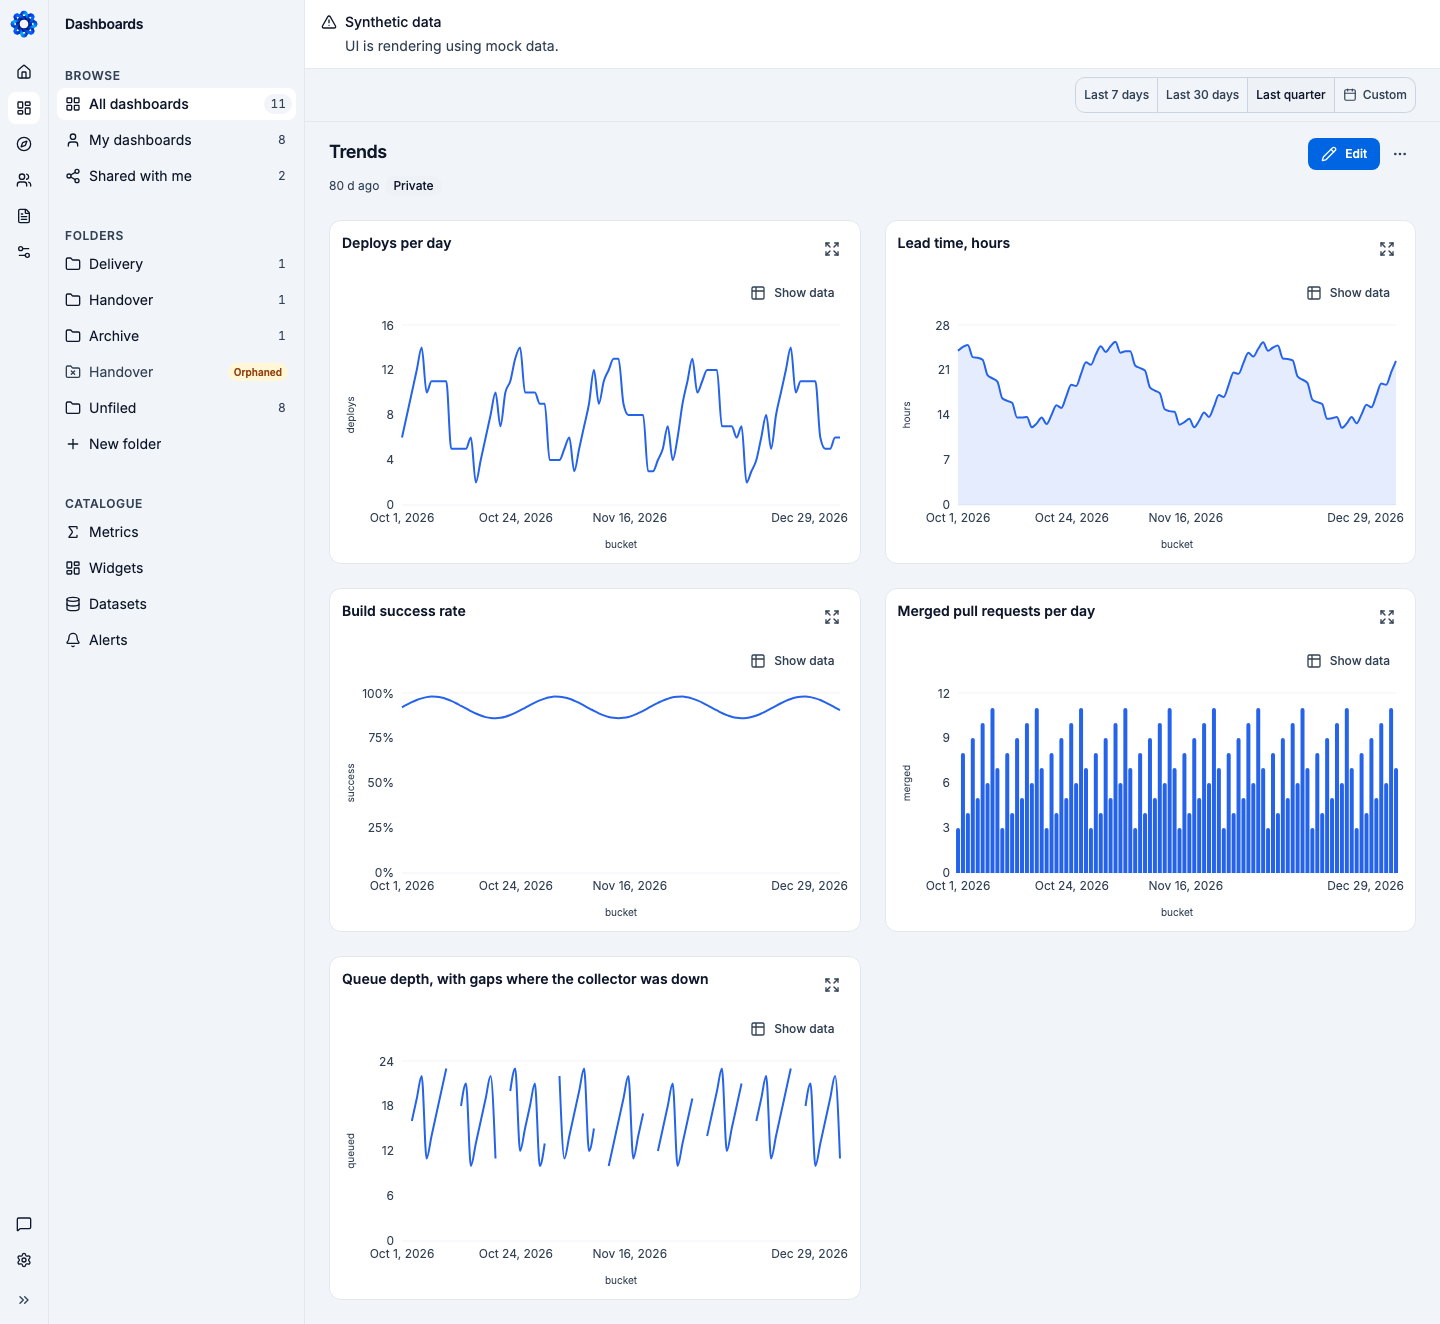 Dashboards
BROWSE
All dashboards 11
My dashboards 8
Shared with me 2
FOLDERS
Delivery 1
Handover 1
Archive 1
Handover Orphaned
Unfiled 8
New folder
CATALOGUE
Metrics
Widgets
Datasets
Alerts
Synthetic data
UI is rendering using mock data.
Last 7 days Last 30 days Last quarter Custom
Trends
Edit
80 d ago Private
Deploys per day
Show data
16
12
8
4
0
deploys
Oct 1, 2026 Oct 24, 2026 Nov 16, 2026 Dec 29, 2026
bucket
Lead time, hours
Show data
28
21
14
7
0
hours
Oct 1, 2026 Oct 24, 2026 Nov 16, 2026 Dec 29, 2026
bucket
Build success rate
Show data
100%
75%
50%
25%
0%
success
Oct 1, 2026 Oct 24, 2026 Nov 16, 2026 Dec 29, 2026
bucket
Merged pull requests per day
Show data
12
9
6
3
0
merged
Oct 1, 2026 Oct 24, 2026 Nov 16, 2026 Dec 29, 2026
bucket
Queue depth, with gaps where the collector was down
Show data
24
18
12
6
0
queued
Oct 1, 2026 Oct 24, 2026 Nov 16, 2026 Dec 29, 2026
bucket